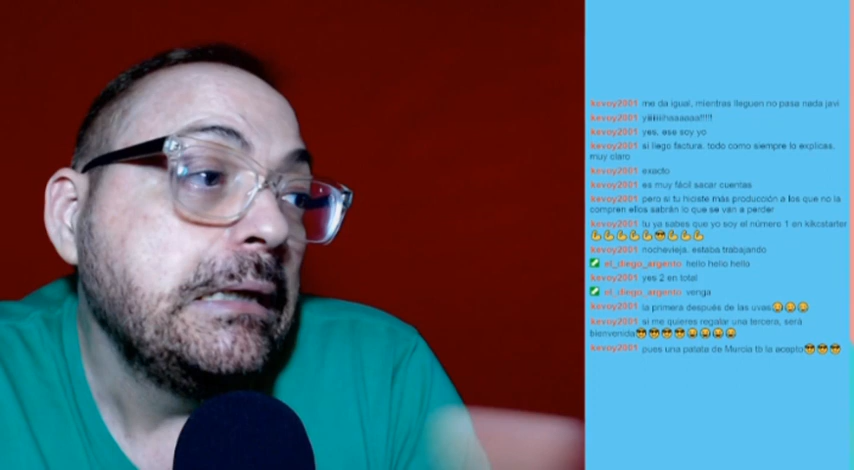 kevoy2001 me da igual, mientras lleguen no pasa nada javi
kevoy2001 yiiiiiiihaaaaaa!!!!!
kevoy2001 yes, ese soy yo
kevoy2001 si llego factura. todo como siempre lo explicas,
muy claro
kevoy2001 exacto
kevoy2001 es muy fácil sacar cuentas
kevoy2001 pero si tu hiciste más producción a los que no la
compren ellos sabrán lo que se van a perder
kevoy2001 tu ya sabes que yo soy el número 1 en kikcstarter
💪💪💪💪💪😎💪💪💪
kevoy2001 nochevieja, estaba trabajando
el_diego_argento hello hello hello
kevoy2001 yes 2 en total
el_diego_argento venga
kevoy2001 la primera después de las uvas😄😄😄
kevoy2001 si me quieres regalar una tercera, será
bienvenida😎😎😎😎😄😄😄😄
kevoy2001 pues una patata de Murcia tb la acepto😎😎😎